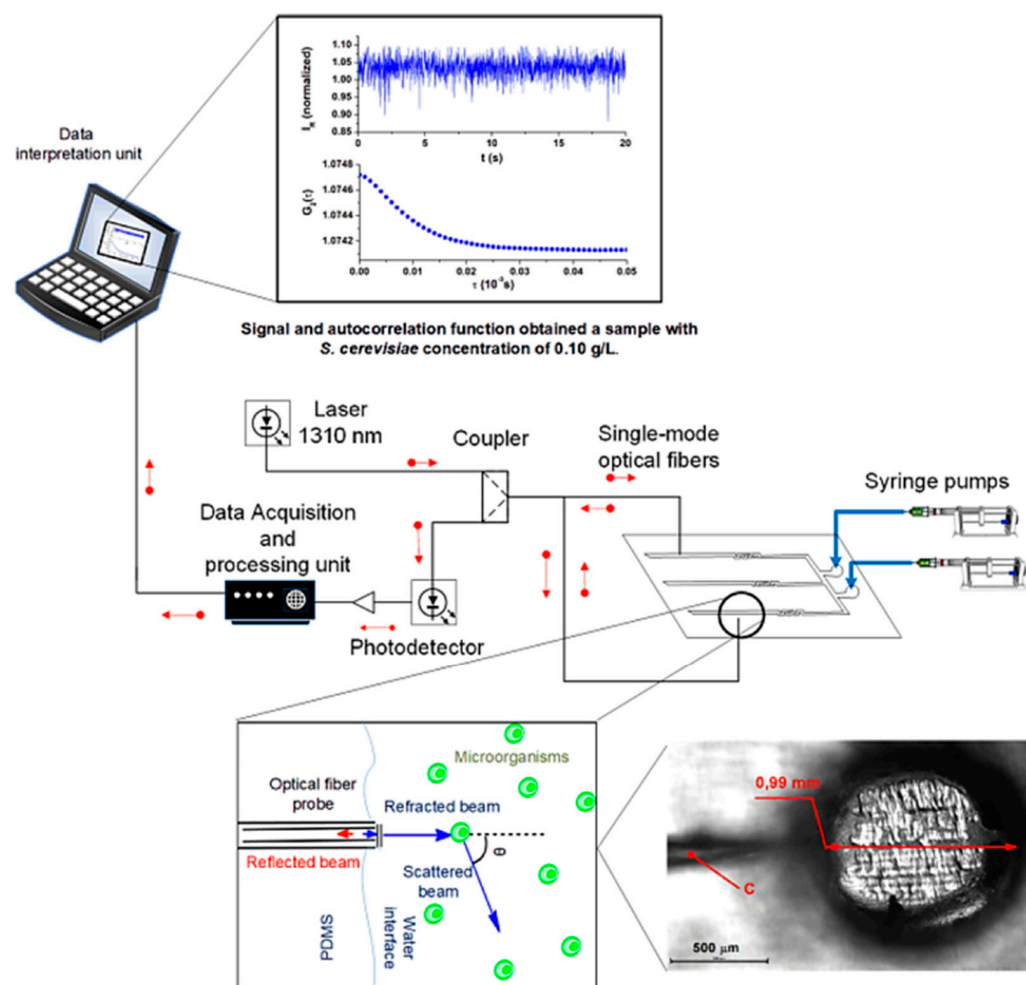 1.10
1.05
1.00
0.95
0.90
0.85
I_R (normalized)
0 5 10 15 20
t (s)
1.0748
1.0746
1.0744
1.0742
G₂(τ)
0.00 0.01 0.02 0.03 0.04 0.05
τ (10⁻³s)
Data
interpretation unit
Signal and autocorrelation function obtained a sample with
S. cerevisiae concentration of 0.10 g/L.
Laser
1310 nm
Coupler
Single-mode
optical fibers
Syringe pumps
Data Acquisition
and
processing unit
Photodetector
Microorganisms
Optical fiber
probe
Refracted beam
Reflected beam
θ
Scattered
beam
PDMS
Water
interface
0,99 mm
C
500 µm